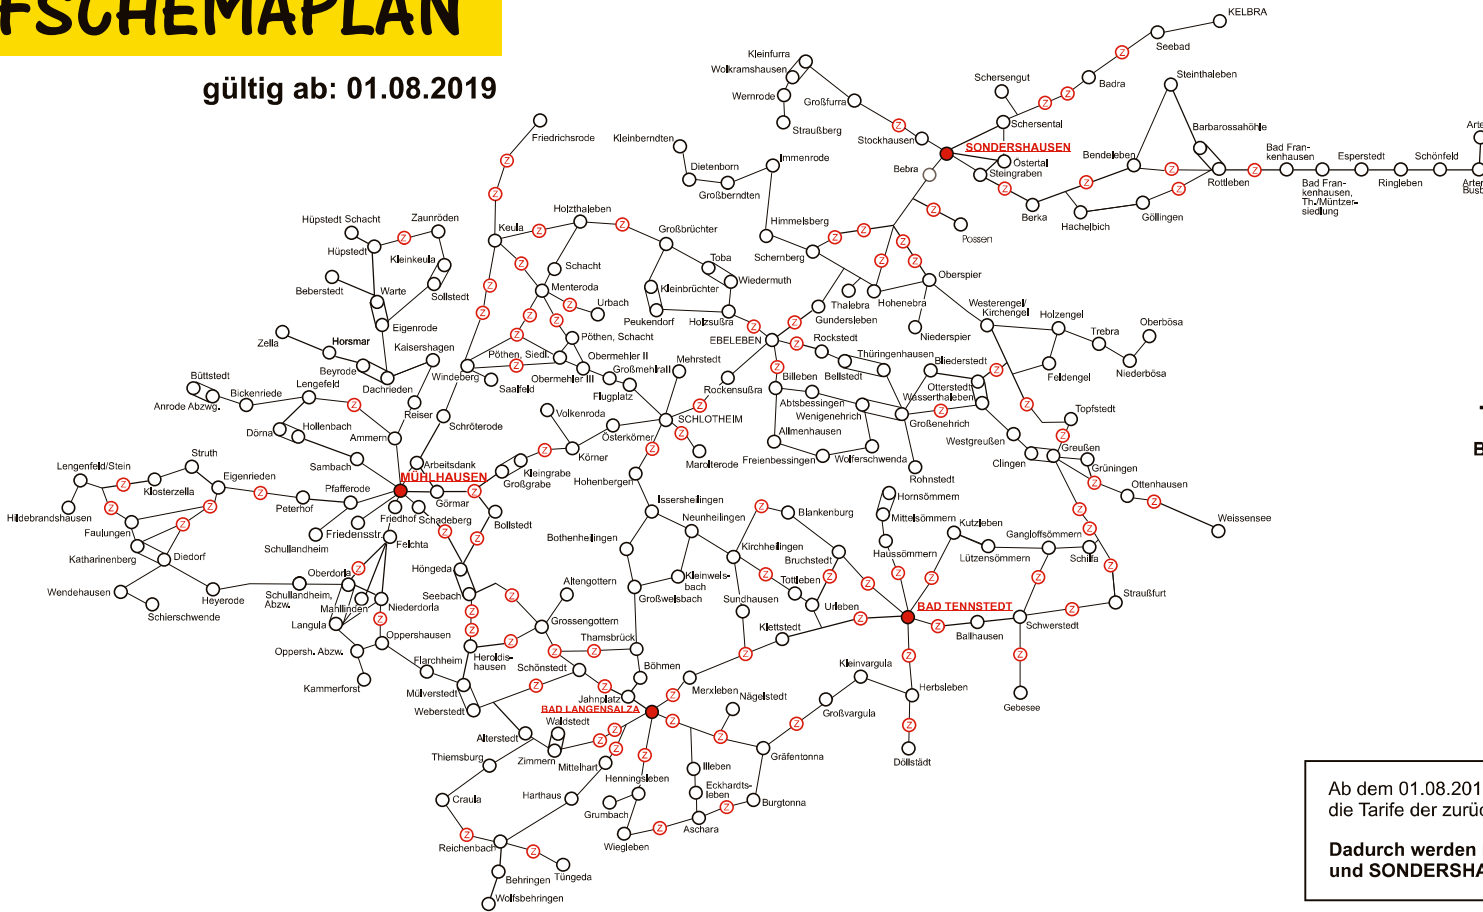 FSCHEMAPLAN
gültig ab: 01.08.2019
KELBRA
Seebad
Badra
Kleinfurra
Wolkramshausen
Wernrode
Straußberg
Großfurra
Stockhausen
Schersengut
Schersental
SONDERSHAUSEN
Östertal
Steingraben
Bebra
Possen
Berka
Bendeleben
Hachelbich
Göllingen
Steinthaleben
Barbarossahöhle
Rottleben
Bad Fran-
kenhausen
Bad Fran-
kenhausen,
Th./Müntzer-
siedlung
Esperstedt
Ringleben
Schönfeld
Friedrichsrode
Kleinberndten
Dietenborn
Großberndten
Immenrode
Himmelsberg
Schernberg
Thalebra
Gundersleben
Hohenebra
Oberspier
Niederspier
Westerengel/
Kirchengel
Holzengel
Feldengel
Trebra
Niederbösa
Oberbösa
Hüpstedt Schacht
Hüpstedt
Zaunröden
Kleinkeula
Sollstedt
Beberstedt
Warte
Eigenrode
Keula
Holzthaleben
Großbrüchter
Toba
Wiedermuth
Kleinbrüchter
Peukendorf
Holzsußra
Schacht
Menteroda
Urbach
Pöthen, Schacht
Pöthen, Siedl.
Obermehler II
Obermehler III
Großmehlra
Flugplatz
Mehrstedt
EBELEBEN
Rockstedt
Bellstedt
Thüringenhausen
Bliederstedt
Otterstedt
Wasserthaleben
Billeben
Abtsbessingen
Wenigenehrich
Großenehrich
Rockensußra
Allmenhausen
Freienbessingen
Wolferschwenda
Rohnstedt
Westgreußen
Clingen
Greußen
Topfstedt
Grüningen
Ottenhausen
Weissensee
Zella
Horsmar
Beyrode
Dachrieden
Kaisershagen
Reiser
Windeberg
Saalfeld
Schröterode
Büttstedt
Anrode Abzwg.
Bickenriede
Lengefeld
Dörna
Hollenbach
Ammern
Sambach
Arbeitsdank
MÜHLHAUSEN
Görmar
Volkenroda
Körner
Österkörner
SCHLOTHEIM
Marolterode
Kleingrabe
Großgrabe
Hohenbergen
Lengenfeld/Stein
Hildebrandshausen
Klosterzella
Struth
Eigenrieden
Peterhof
Pfafferode
Schullandheim
Friedensstr.
Friedhof
Schadeberg
Bollstedt
Faulungen
Katharinenberg
Diedorf
Wendehausen
Schierschwende
Heyerode
Schullandheim,
Abzw.
Oberdorla
Felchta
Mahllinden
Niederdorla
Langula
Oppershausen
Oppersh. Abzw.
Kammerforst
Höngeda
Seebach
Heroldis-
hausen
Flarchheim
Mülverstedt
Weberstedt
Altengottern
Grossengottern
Thamsbrück
Schönstedt
Böhmen
Jahnplatz
BAD LANGENSALZA
Issersheilingen
Bothenheilingen
Neunheilingen
Kleinwels-
bach
Großwelsbach
Kirchheilingen
Blankenburg
Bruchstedt
Tottleben
Sundhausen
Urleben
Klettstedt
Merxleben
Nägelstedt
Hornsömmern
Mittelsömmern
Haussömmern
Kutzleben
Lützensömmern
Gangloffsömmern
Schilfa
Straußfurt
BAD TENNSTEDT
Ballhausen
Schwerstedt
Gebesee
Kleinvargula
Großvargula
Herbsleben
Döllstädt
Gräfentonna
Burgtonna
Illeben
Eckhardts-
leben
Aschara
Wiegleben
Henningsleben
Grumbach
Waldstedt
Zimmern
Mittelhart
Harthaus
Alterstedt
Thiemsburg
Craula
Reichenbach
Behringen
Tüngeda
Wolfsbehringen
Ab dem 01.08.201
die Tarife der zurüc
Dadurch werden
und SONDERSHA